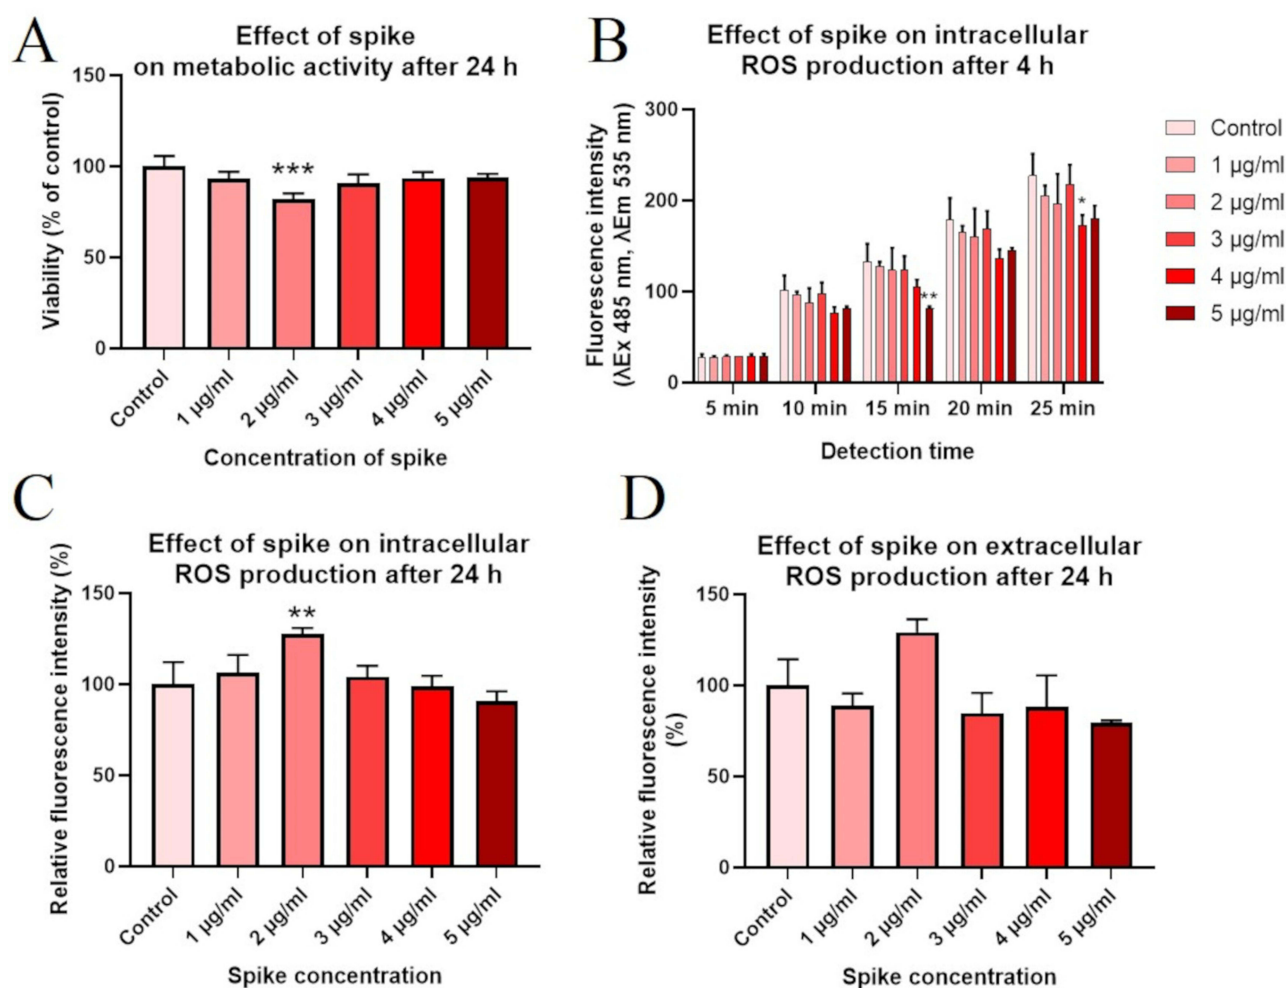 A
Effect of spike
on metabolic activity after 24 h
Viability (% of control)
150
100
50
0
***
Control
1 µg/ml
2 µg/ml
3 µg/ml
4 µg/ml
5 µg/ml
Concentration of spike
B
Effect of spike on intracellular
ROS production after 4 h
Fluorescence intensity
(λEx 485 nm, λEm 535 nm)
300
200
100
0
**
*
5 min
10 min
15 min
20 min
25 min
Detection time
Control
1 µg/ml
2 µg/ml
3 µg/ml
4 µg/ml
5 µg/ml
C
Effect of spike on intracellular
ROS production after 24 h
Relative fluorescence intensity (%)
150
100
50
0
**
Control
1 µg/ml
2 µg/ml
3 µg/ml
4 µg/ml
5 µg/ml
Spike concentration
D
Effect of spike on extracellular
ROS production after 24 h
Relative fluorescence intensity
(%)
150
100
50
0
Control
1 µg/ml
2 µg/ml
3 µg/ml
4 µg/ml
5 µg/ml
Spike concentration